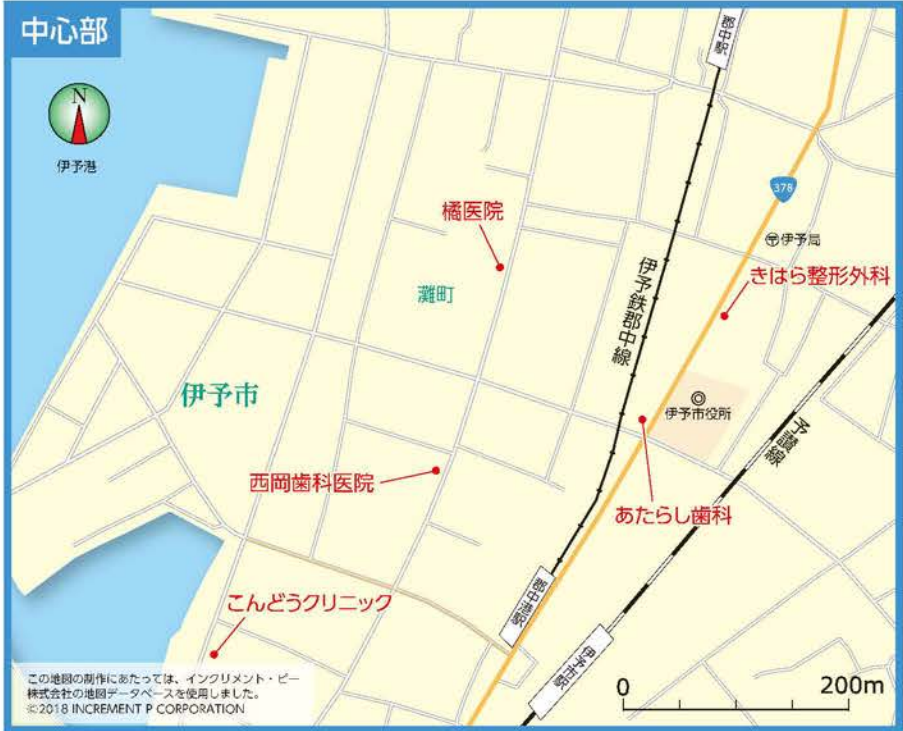 中心部
郡中駅
N
伊予港
378
橘医院
伊予局
きはら整形外科
伊予鉄郡中線
灘町
伊予市
伊予市役所
予讃線
西岡歯科医院
あたらし歯科
郡中港駅
こんどうクリニック
伊予市駅
この地図の制作にあたっては、インクリメント・ピー
株式会社の地図データベースを使用しました。
©2018 INCREMENT P CORPORATION
0 200m